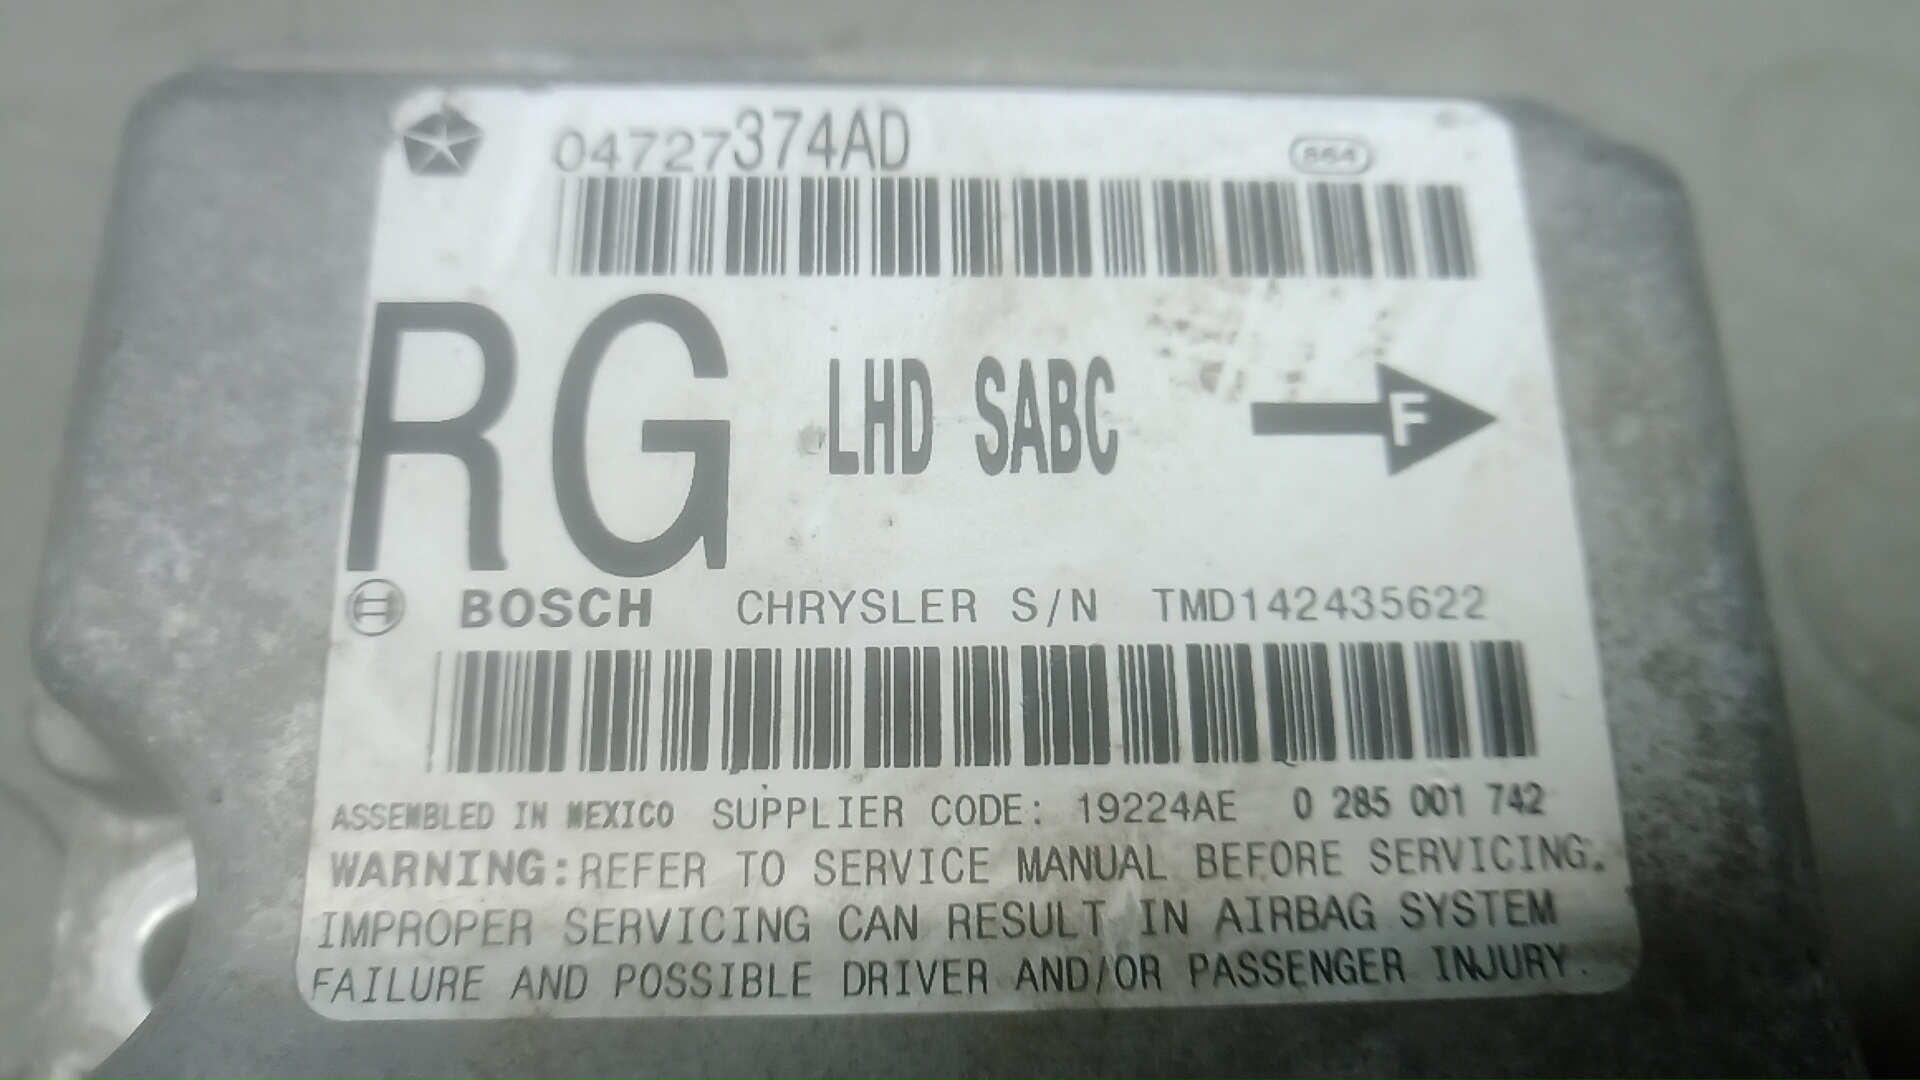 04727374AD 864
RG LHD SABC F
BOSCH CHRYSLER S/N TMD142435622
ASSEMBLED IN MEXICO SUPPLIER CODE: 19224AE 0 285 001 742
WARNING:REFER TO SERVICE MANUAL BEFORE SERVICING.
IMPROPER SERVICING CAN RESULT IN AIRBAG SYSTEM
FAILURE AND POSSIBLE DRIVER AND/OR PASSENGER INJURY.